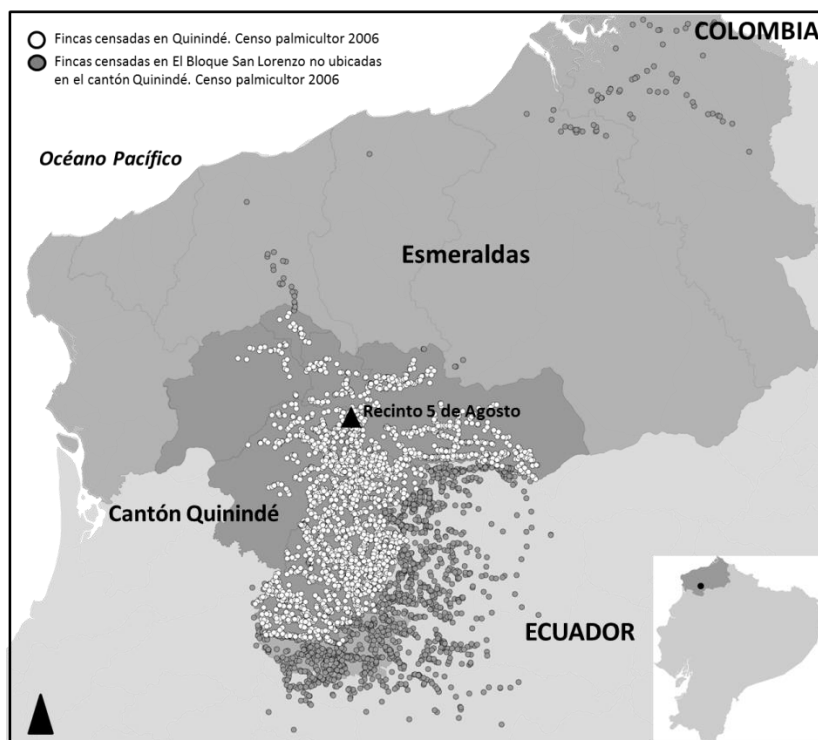 Fincas censadas en Quinindé. Censo palmicultor 2006
Fincas censadas en El Bloque San Lorenzo no ubicadas
en el cantón Quinindé. Censo palmicultor 2006
COLOMBIA
Océano Pacífico
Esmeraldas
Recinto 5 de Agosto
Cantón Quinindé
ECUADOR